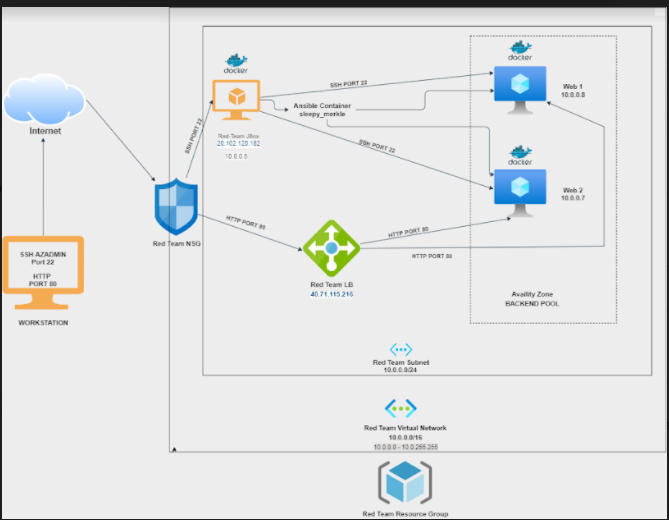 Internet
SSH AZADMIN
Port 22
HTTP
PORT 80
WORKSTATION
Red Team NSG
SSH PORT 22
HTTP PORT 80
docker
Red-Team JBox
20.102.120.182
SSH PORT 22
Ansible Container
sleepy_merkle
SSH PORT 22
docker
Web 1
10.0.0.8
docker
Web 2
10.0.0.7
HTTP PORT 80
HTTP PORT 80
Red Team LB
40.71.115.216
Availity Zone
BACKEND POOL
Red Team Subnet
10.0.0.0/24
Red Team Virtual Network
10.0.0.0/16
10.0.0.0 - 10.0.255.255
Red Team Resource Group